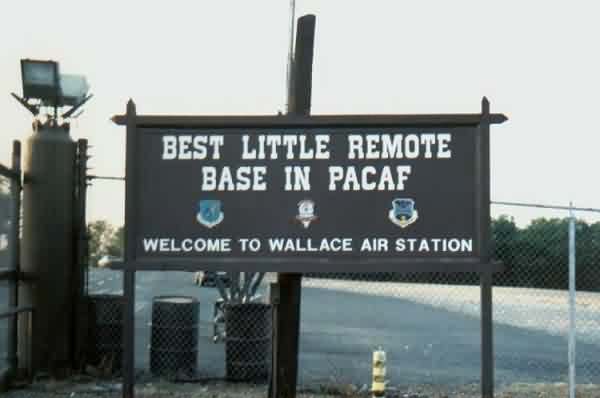 BEST LITTLE REMOTE
BASE IN PACAF
WELCOME TO WALLACE AIR STATION